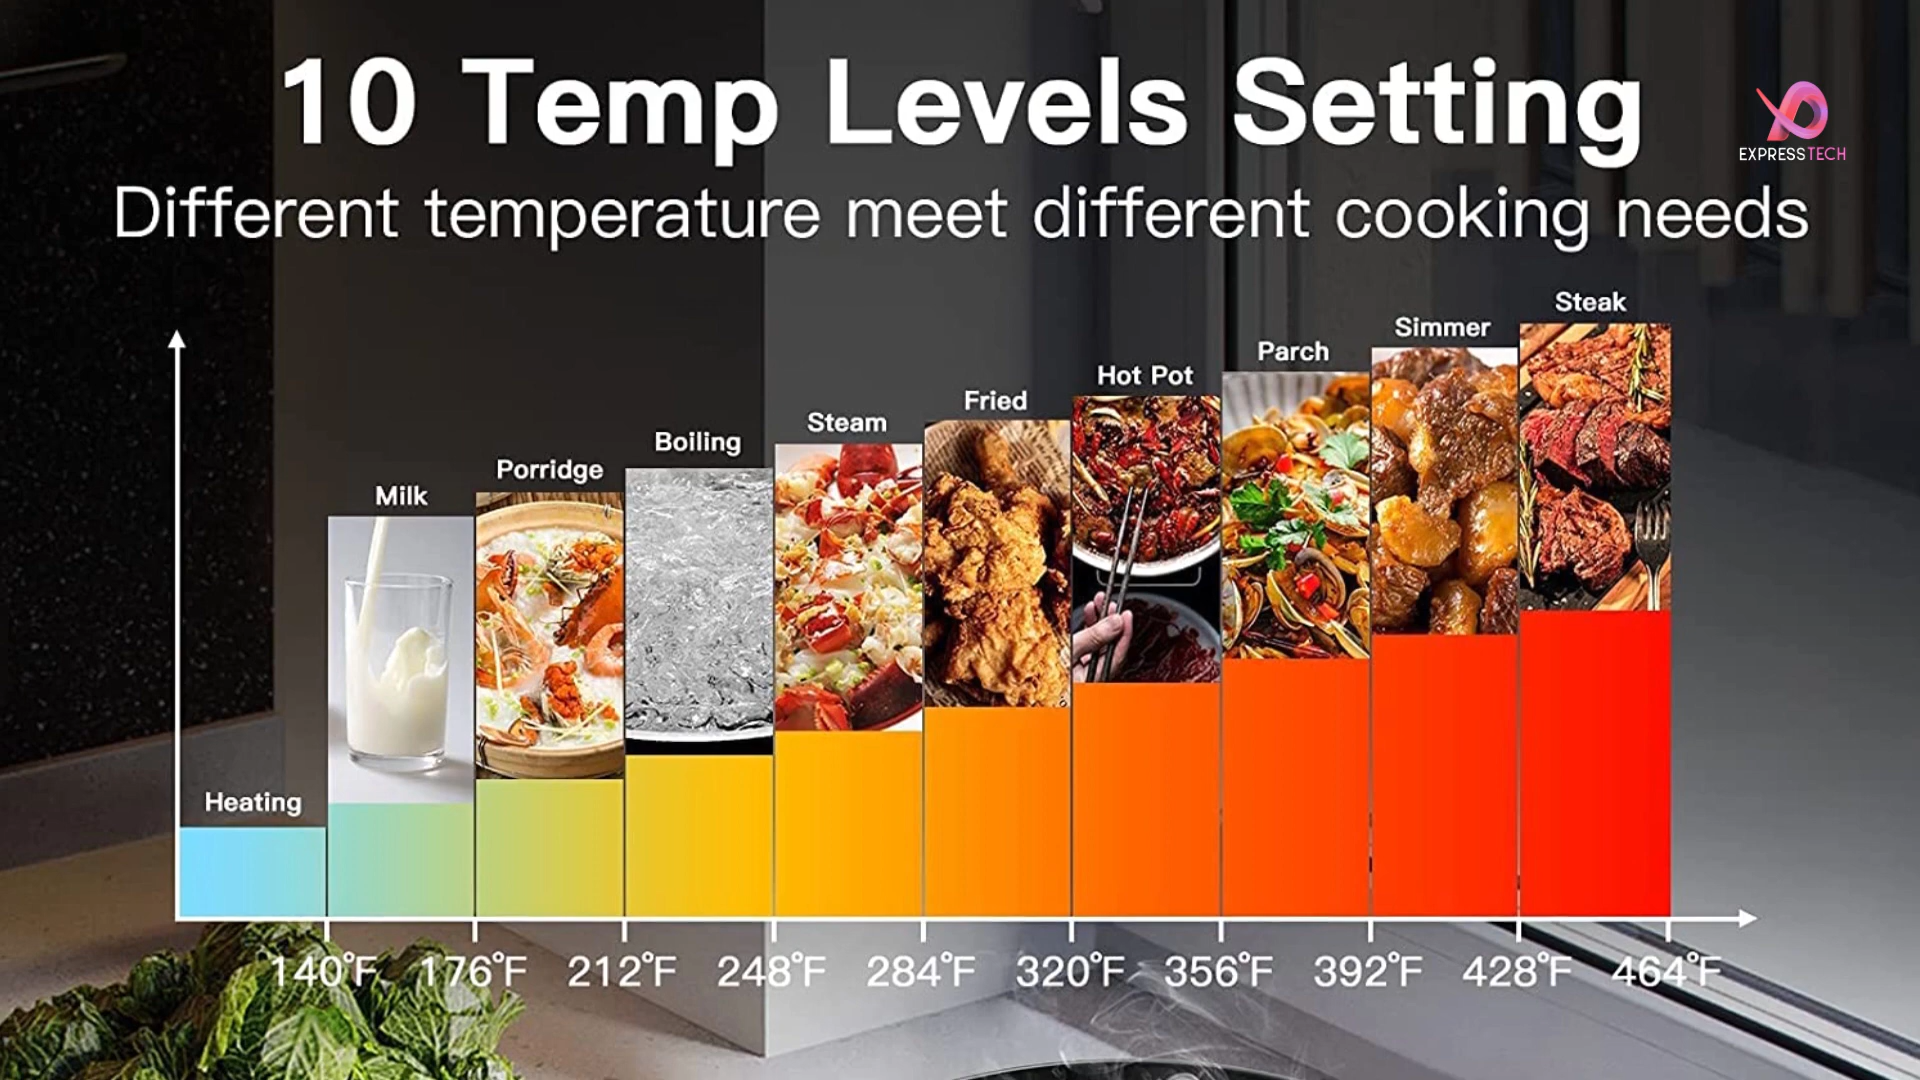 10 Temp Levels Setting
EXPRESSTECH
Different temperature meet different cooking needs
Steak
Simmer
Parch
Hot Pot
Fried
Steam
Boiling
Porridge
Milk
Heating
140°F 176°F 212°F 248°F 284°F 320°F 356°F 392°F 428°F 464°F